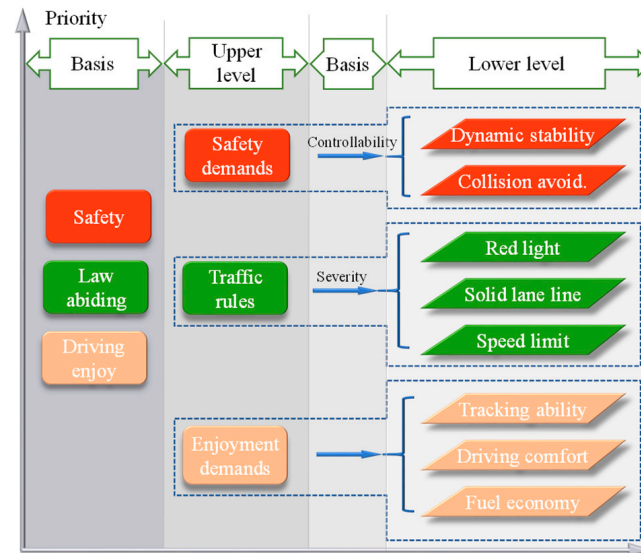 Priority
Basis
Upper
level
Basis
Lower level
Safety
Law
abiding
Driving
enjoy
Safety
demands
Controllability
Dynamic stability
Collision avoid.
Traffic
rules
Severity
Red light
Solid lane line
Speed limit
Enjoyment
demands
Tracking ability
Driving comfort
Fuel economy